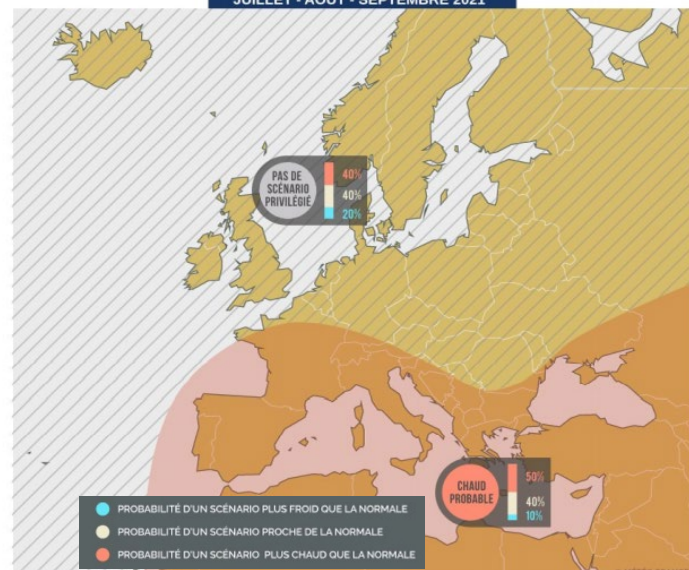 JUILLET - AOÛT - SEPTEMBRE 2021
PAS DE
SCÉNARIO
PRIVILÉGIÉ
40%
40%
20%
CHAUD
PROBABLE
50%
40%
10%
PROBABILITÉ D'UN SCÉNARIO PLUS FROID QUE LA NORMALE
PROBABILITÉ D'UN SCÉNARIO PROCHE DE LA NORMALE
PROBABILITÉ D'UN SCÉNARIO PLUS CHAUD QUE LA NORMALE